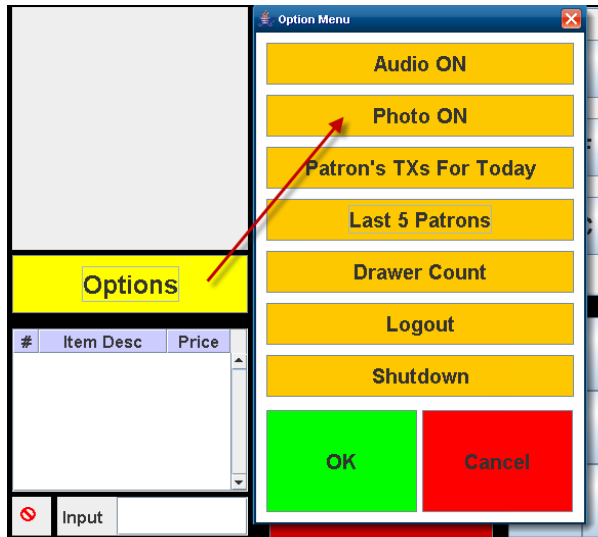 Option Menu
Audio ON
Photo ON
Patron's TXs For Today
Last 5 Patrons
Drawer Count
Logout
Shutdown
OK
Cancel
Options
# Item Desc Price
Input